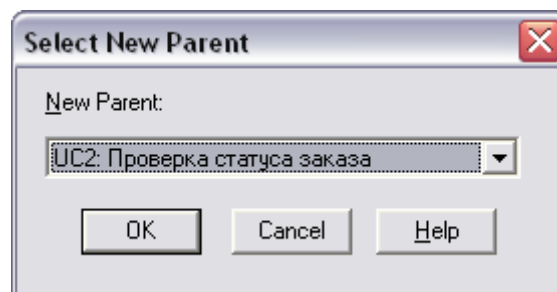 Select New Parent
New Parent:
UC2: Проверка статуса заказа
OK Cancel Help